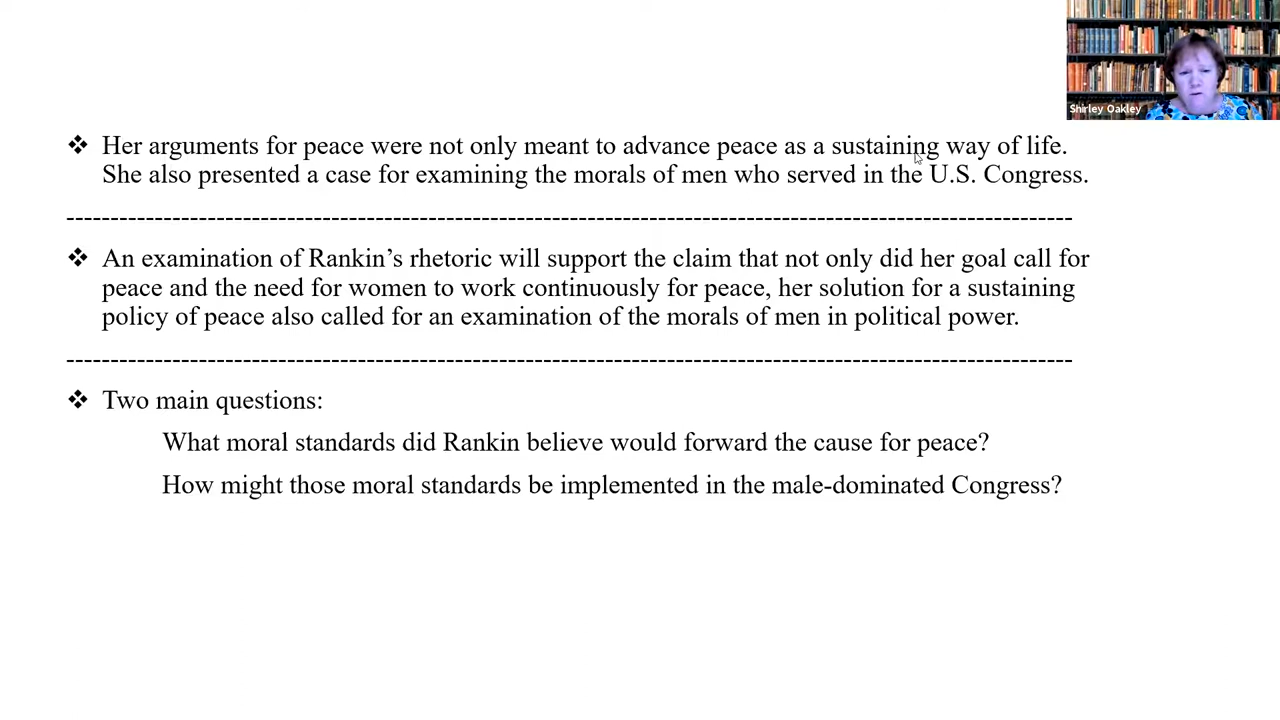 Shirley Oakley
❖ Her arguments for peace were not only meant to advance peace as a sustaining way of life.
She also presented a case for examining the morals of men who served in the U.S. Congress.
❖ An examination of Rankin’s rhetoric will support the claim that not only did her goal call for
peace and the need for women to work continuously for peace, her solution for a sustaining
policy of peace also called for an examination of the morals of men in political power.
❖ Two main questions:
What moral standards did Rankin believe would forward the cause for peace?
How might those moral standards be implemented in the male-dominated Congress?